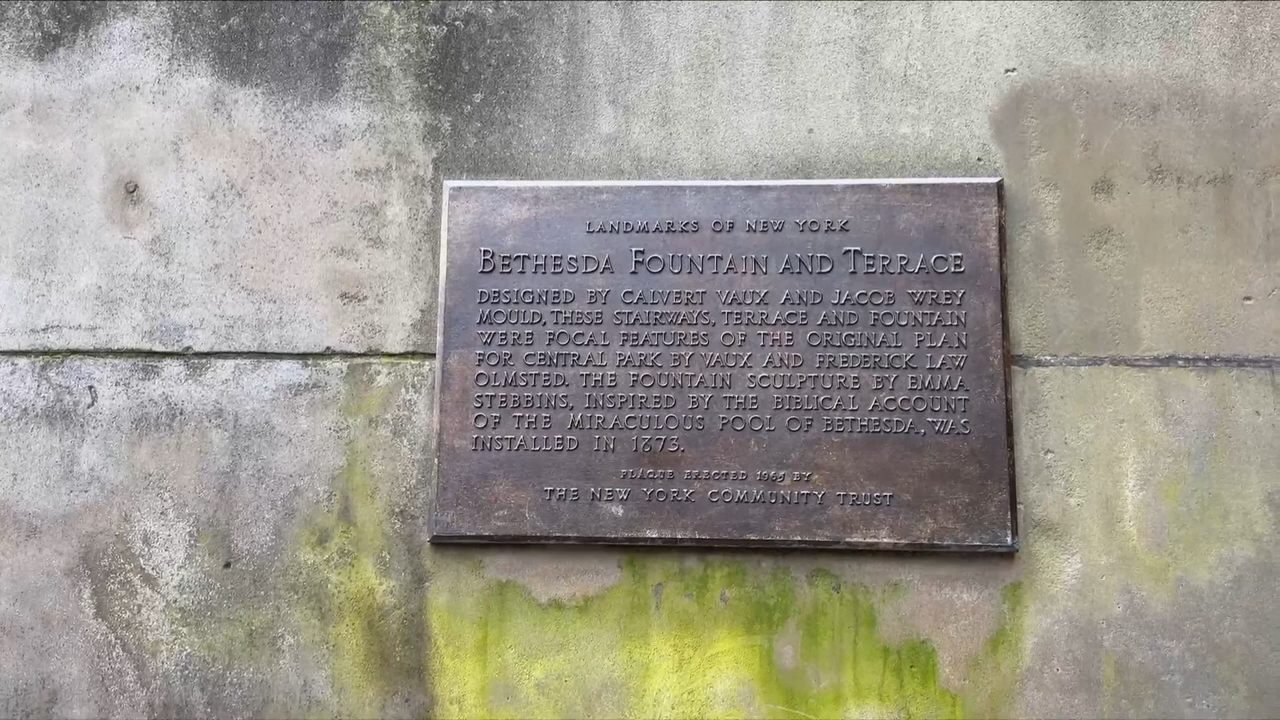 LANDMARKS OF NEW YORK
BETHESDA FOUNTAIN AND TERRACE
DESIGNED BY CALVERT VAUX AND JACOB WREY
MOULD, THESE STAIRWAYS, TERRACE AND FOUNTAIN
WERE FOCAL FEATURES OF THE ORIGINAL PLAN
FOR CENTRAL PARK BY VAUX AND FREDERICK LAW
OLMSTED. THE FOUNTAIN SCULPTURE BY EMMA
STEBBINS, INSPIRED BY THE BIBLICAL ACCOUNT
OF THE MIRACULOUS POOL OF BETHESDA, WAS
INSTALLED IN 1873.
PLAQUE ERECTED BY
THE NEW YORK COMMUNITY TRUST